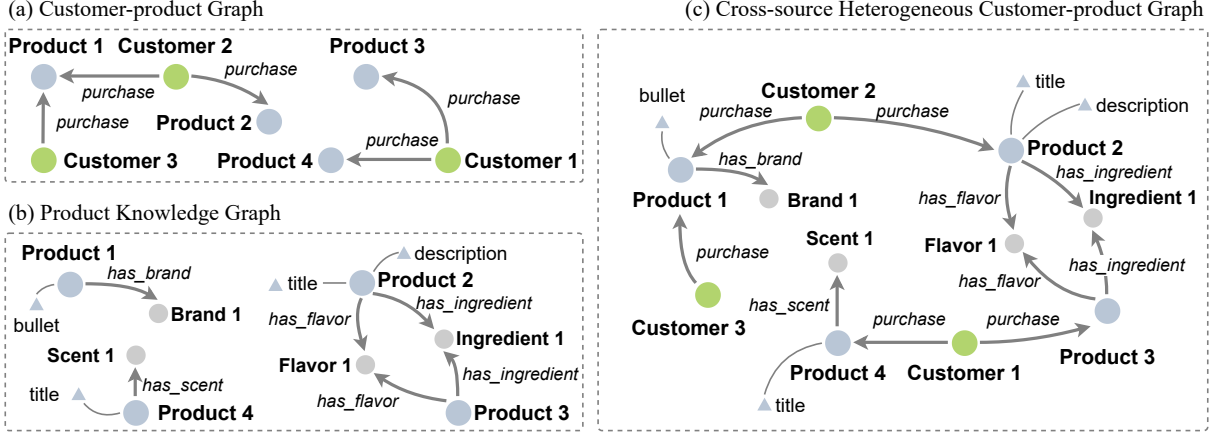 (a) Customer-product Graph
Product 1 Customer 2 Product 3
purchase
purchase
purchase
purchase
Product 2
purchase
Customer 3 Product 4 Customer 1
(b) Product Knowledge Graph
Product 1
has_brand
bullet
Brand 1
Scent 1
has_scent
title
Product 4
description
title
Product 2
has_ingredient
has_flavor
Ingredient 1
Flavor 1
has_ingredient
has_flavor
Product 3
(c) Cross-source Heterogeneous Customer-product Graph
bullet
Customer 2
title
description
purchase
purchase
Product 2
has_brand
has_ingredient
Product 1
Brand 1
has_flavor
Ingredient 1
Scent 1
Flavor 1
purchase
has_ingredient
has_flavor
has_scent
Customer 3
purchase
purchase
Product 3
Product 4 Customer 1
title